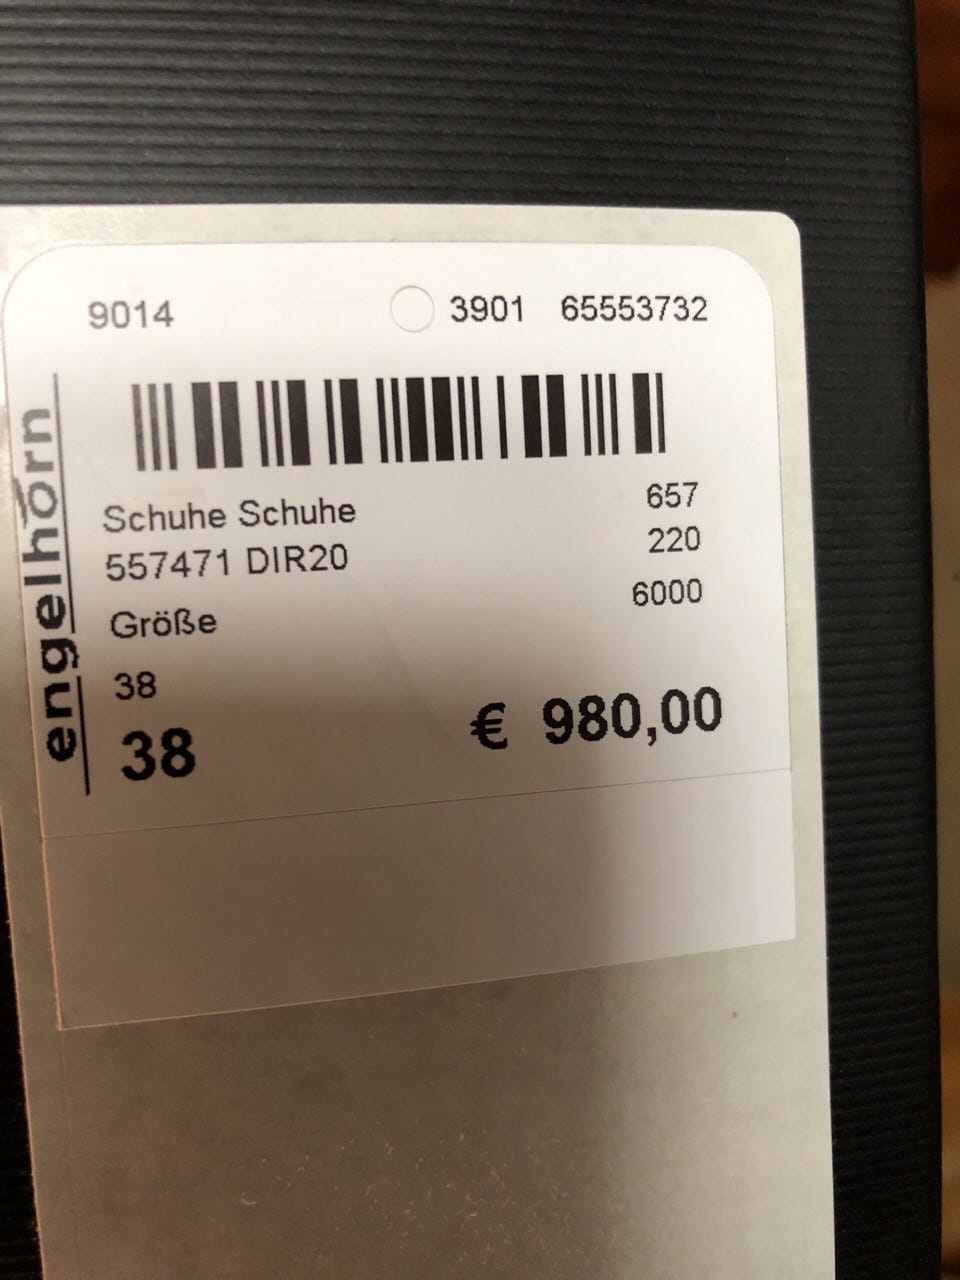 9014 3901 65553732
engelhorn
Schuhe Schuhe 657
557471 DIR20 220
Größe 6000
38
38 € 980,00